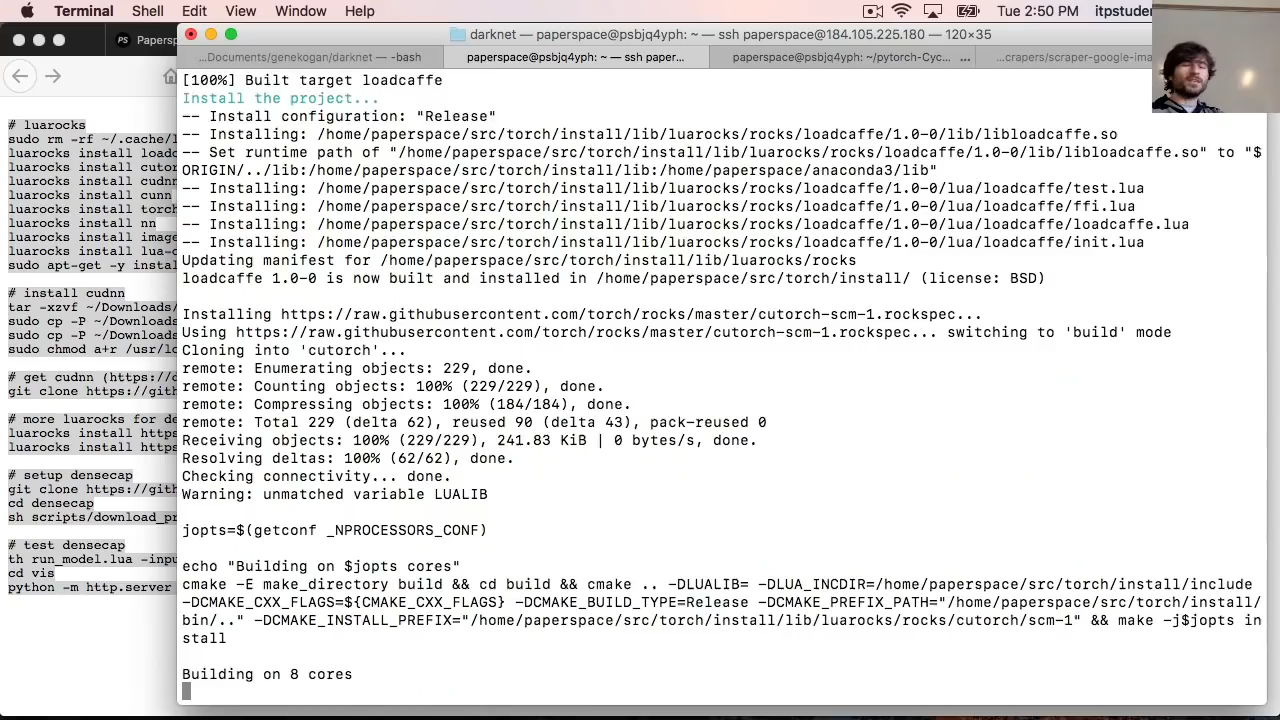 Terminal Shell Edit View Window Help
Tue 2:50 PM itpstude
Papersp
darknet — paperspace@psbjq4yph: ~ — ssh paperspace@184.105.225.180 — 120×35
...Documents/genekogan/darknet — -bash
paperspace@psbjq4yph: ~ — ssh paper...
paperspace@psbjq4yph: ~/pytorch-Cyc... ...
...crapers/scraper-google-ima
# luarocks
sudo rm -rf ~/.cache/l
luarocks install loadc
luarocks install cutor
luarocks install cudnn
luarocks install cunn
luarocks install torch
luarocks install nn
luarocks install image
luarocks install lua-c
sudo apt-get -y instal
# install cudnn
tar -xzvf ~/Downloads/
sudo cp -P ~/Downloads
sudo cp -P ~/Downloads
sudo chmod a+r /usr/lo
# get cudnn (https://d
git clone https://gith
# more luarocks for de
luarocks install https
luarocks install https
# setup densecap
git clone https://gith
cd densecap
sh scripts/download_pr
# test densecap
th run_model.lua -inpu
cd vis
python -m http.server
[100%] Built target loadcaffe
Install the project...
-- Install configuration: "Release"
-- Installing: /home/paperspace/src/torch/install/lib/luarocks/rocks/loadcaffe/1.0-0/lib/libloadcaffe.so
-- Set runtime path of "/home/paperspace/src/torch/install/lib/luarocks/rocks/loadcaffe/1.0-0/lib/libloadcaffe.so" to "$
ORIGIN/../lib:/home/paperspace/src/torch/install/lib:/home/paperspace/anaconda3/lib"
-- Installing: /home/paperspace/src/torch/install/lib/luarocks/rocks/loadcaffe/1.0-0/lua/loadcaffe/test.lua
-- Installing: /home/paperspace/src/torch/install/lib/luarocks/rocks/loadcaffe/1.0-0/lua/loadcaffe/ffi.lua
-- Installing: /home/paperspace/src/torch/install/lib/luarocks/rocks/loadcaffe/1.0-0/lua/loadcaffe/loadcaffe.lua
-- Installing: /home/paperspace/src/torch/install/lib/luarocks/rocks/loadcaffe/1.0-0/lua/loadcaffe/init.lua
Updating manifest for /home/paperspace/src/torch/install/lib/luarocks/rocks
loadcaffe 1.0-0 is now built and installed in /home/paperspace/src/torch/install/ (license: BSD)
Installing https://raw.githubusercontent.com/torch/rocks/master/cutorch-scm-1.rockspec...
Using https://raw.githubusercontent.com/torch/rocks/master/cutorch-scm-1.rockspec... switching to 'build' mode
Cloning into 'cutorch'...
remote: Enumerating objects: 229, done.
remote: Counting objects: 100% (229/229), done.
remote: Compressing objects: 100% (184/184), done.
remote: Total 229 (delta 62), reused 90 (delta 43), pack-reused 0
Receiving objects: 100% (229/229), 241.83 KiB | 0 bytes/s, done.
Resolving deltas: 100% (62/62), done.
Checking connectivity... done.
Warning: unmatched variable LUALIB
jopts=$(getconf _NPROCESSORS_CONF)
echo "Building on $jopts cores"
cmake -E make_directory build && cd build && cmake .. -DLUALIB= -DLUA_INCDIR=/home/paperspace/src/torch/install/include
-DCMAKE_CXX_FLAGS=${CMAKE_CXX_FLAGS} -DCMAKE_BUILD_TYPE=Release -DCMAKE_PREFIX_PATH="/home/paperspace/src/torch/install/
bin/.." -DCMAKE_INSTALL_PREFIX="/home/paperspace/src/torch/install/lib/luarocks/rocks/cutorch/scm-1" && make -j$jopts in
stall
Building on 8 cores